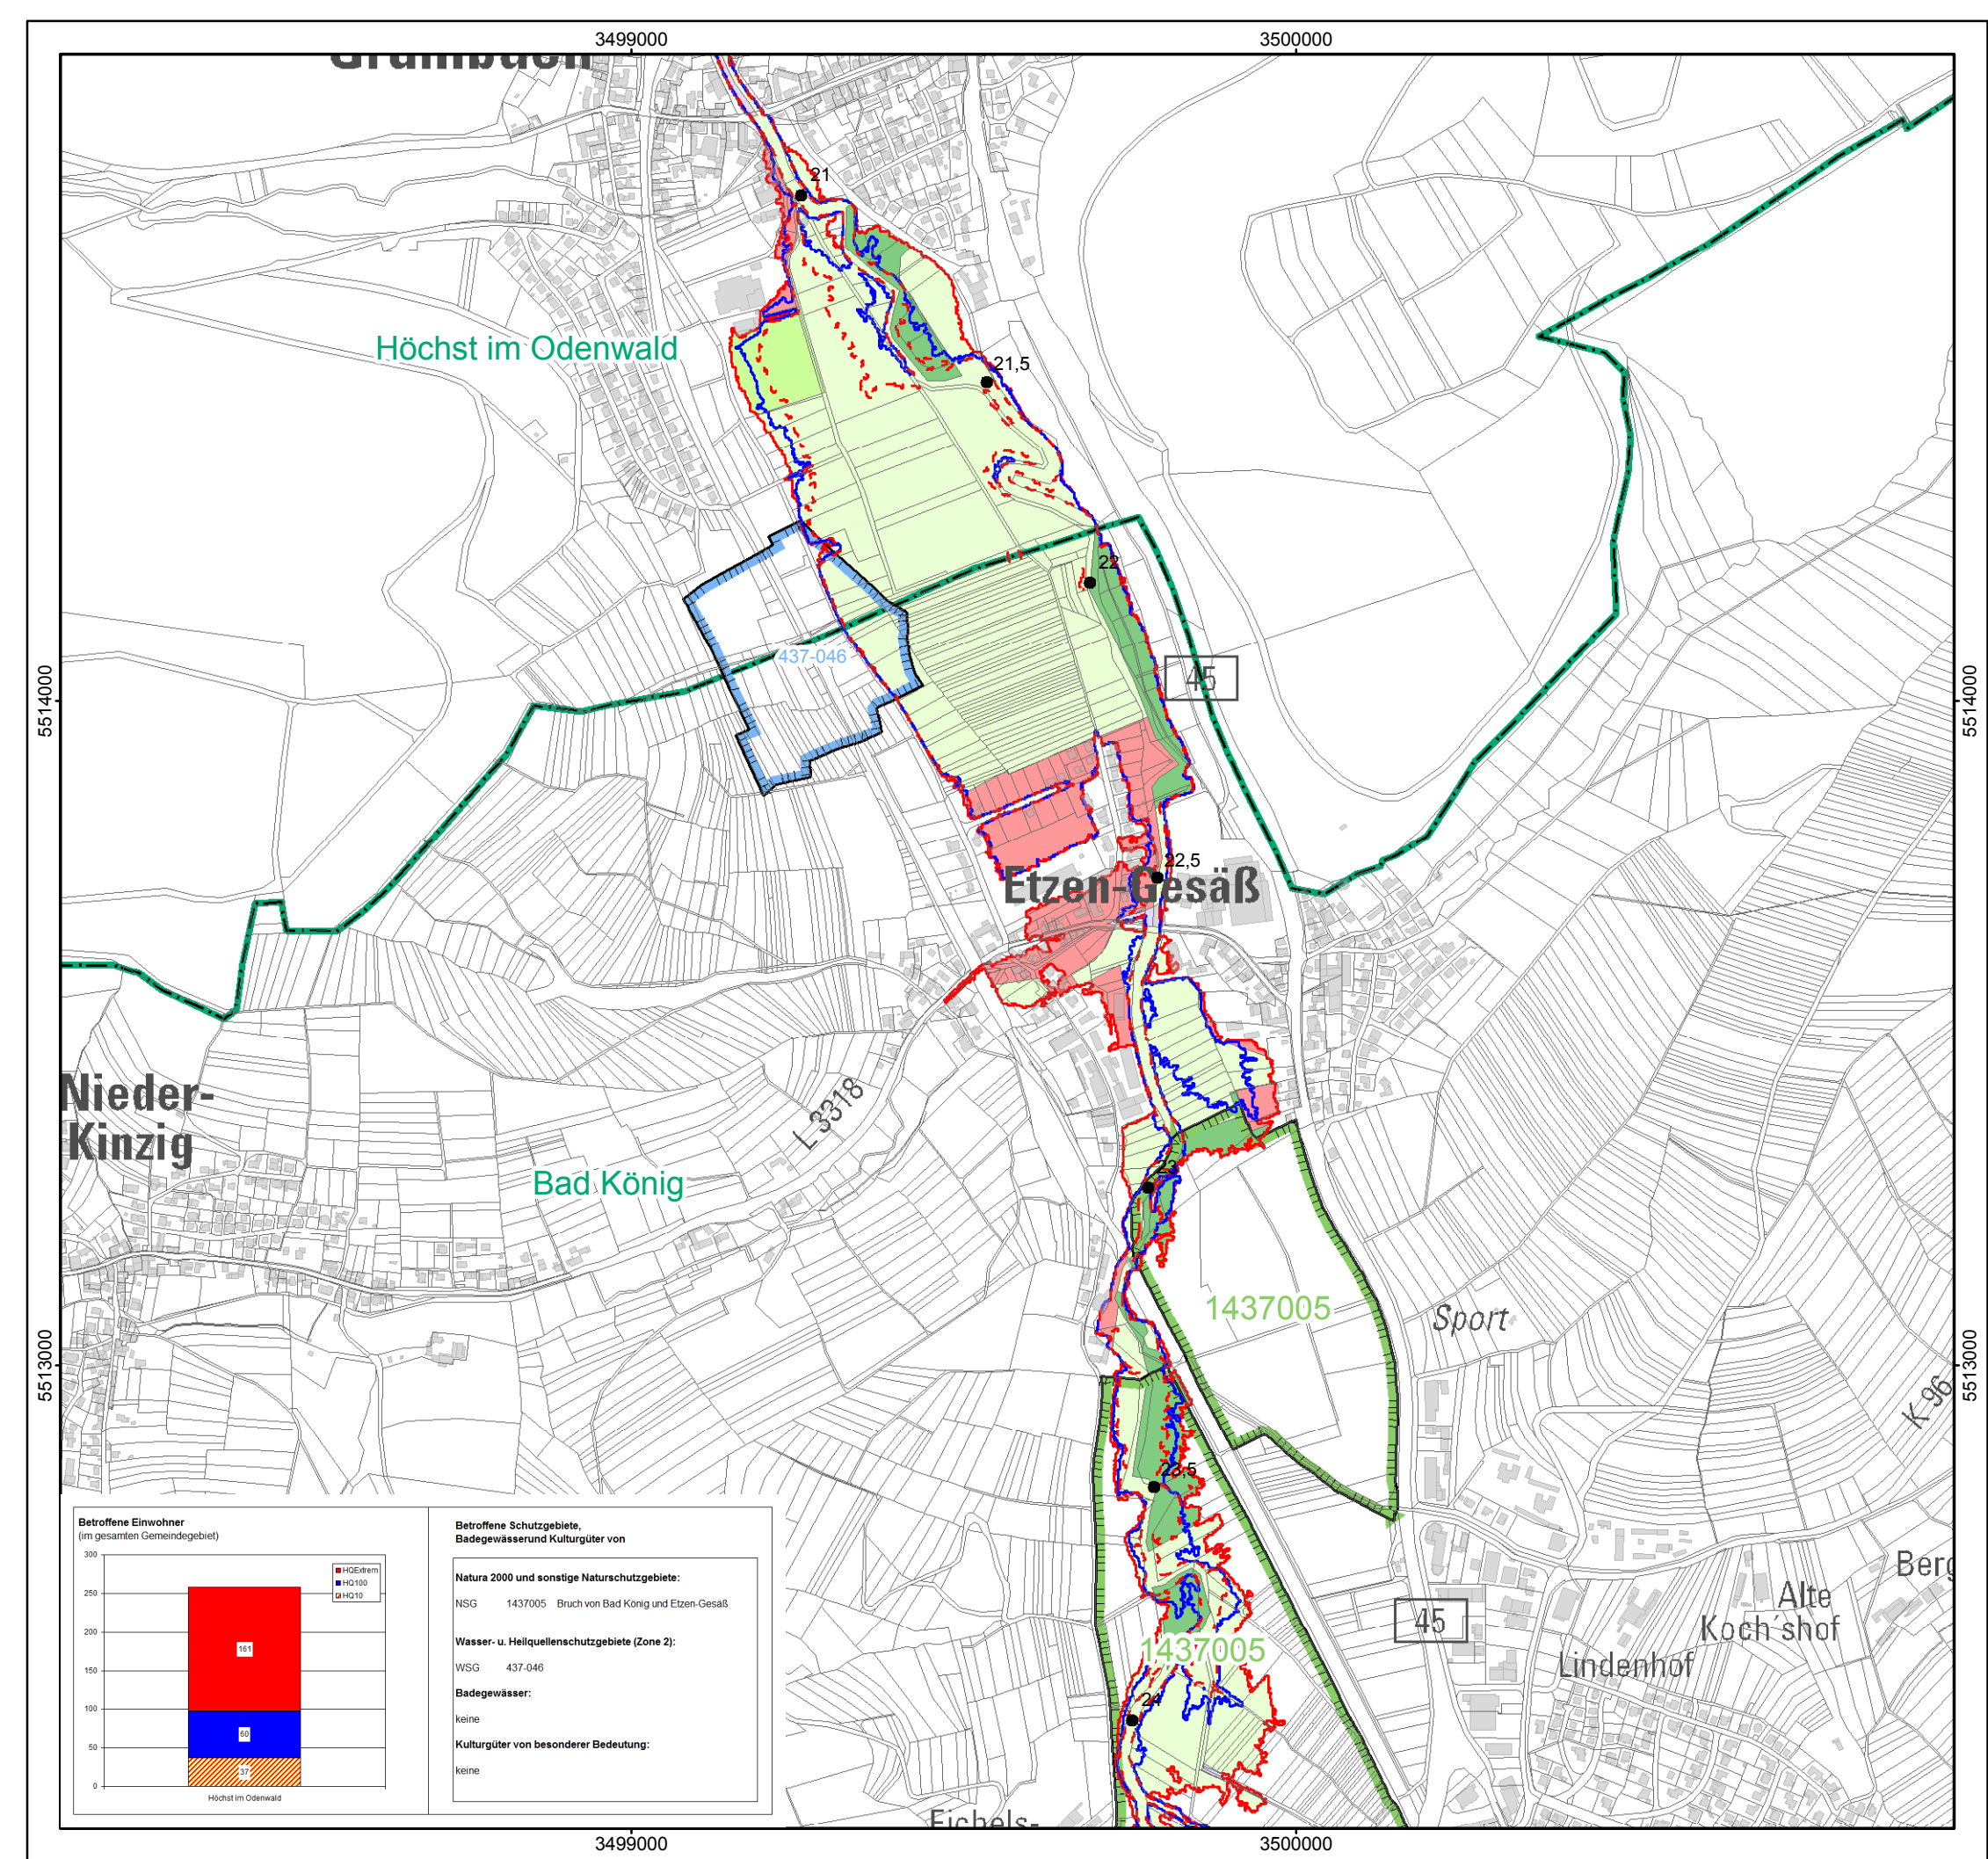 3499000
3500000
21
Höchst im Odenwald
21,5
22
437-046
45
5514000
5514000
22,5
Etzen-Gesäß
Nieder-
Kinzig
L 3318
Bad König
23
1437005
Sport
5513000
5513000
K 96
23,5
Berg
Alte
Koch´shof
45
Lindenhof
1437005
24
Eichels-
Betroffene Einwohner
(im gesamten Gemeindegebiet)
300
250
200
150
100
50
0
HQExtrem
HQ100
HQ10
161
60
37
Höchst im Odenwald
Betroffene Schutzgebiete,
Badegewässerund Kulturgüter von
Natura 2000 und sonstige Naturschutzgebiete:
NSG 1437005 Bruch von Bad König und Etzen-Gesäß
Wasser- u. Heilquellenschutzgebiete (Zone 2):
WSG 437-046
Badegewässer:
keine
Kulturgüter von besonderer Bedeutung:
keine
3499000
3500000